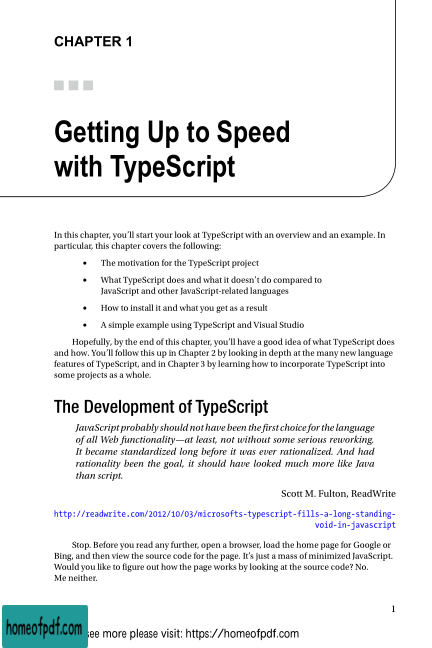 CHAPTER 1
Getting Up to Speed
with TypeScript
In this chapter, you'll start your look at TypeScript with an overview and an example. In
particular, this chapter covers the following:
• The motivation for the TypeScript project
• What TypeScript does and what it doesn't do compared to
JavaScript and other JavaScript-related languages
• How to install it and what you get as a result
• A simple example using TypeScript and Visual Studio
Hopefully, by the end of this chapter, you'll have a good idea of what TypeScript does
and how. You'll follow this up in Chapter 2 by looking in depth at the many new language
features of TypeScript, and in Chapter 3 by learning how to incorporate TypeScript into
some projects as a whole.
The Development of TypeScript
JavaScript probably should not have been the first choice for the language
of all Web functionality—at least, not without some serious reworking.
It became standardized long before it was ever rationalized. And had
rationality been the goal, it should have looked much more like Java
than script.
Scott M. Fulton, ReadWrite
http://readwrite.com/2012/10/03/microsofts-typescript-fills-a-long-standing-
void-in-javascript
Stop. Before you read any further, open a browser, load the home page for Google or
Bing, and then view the source code for the page. It's just a mass of minimized JavaScript.
Would you like to figure out how the page works by looking at the source code? No.
Me neither.
1
homeofpdf.com
see more please visit: https://homeofpdf.com